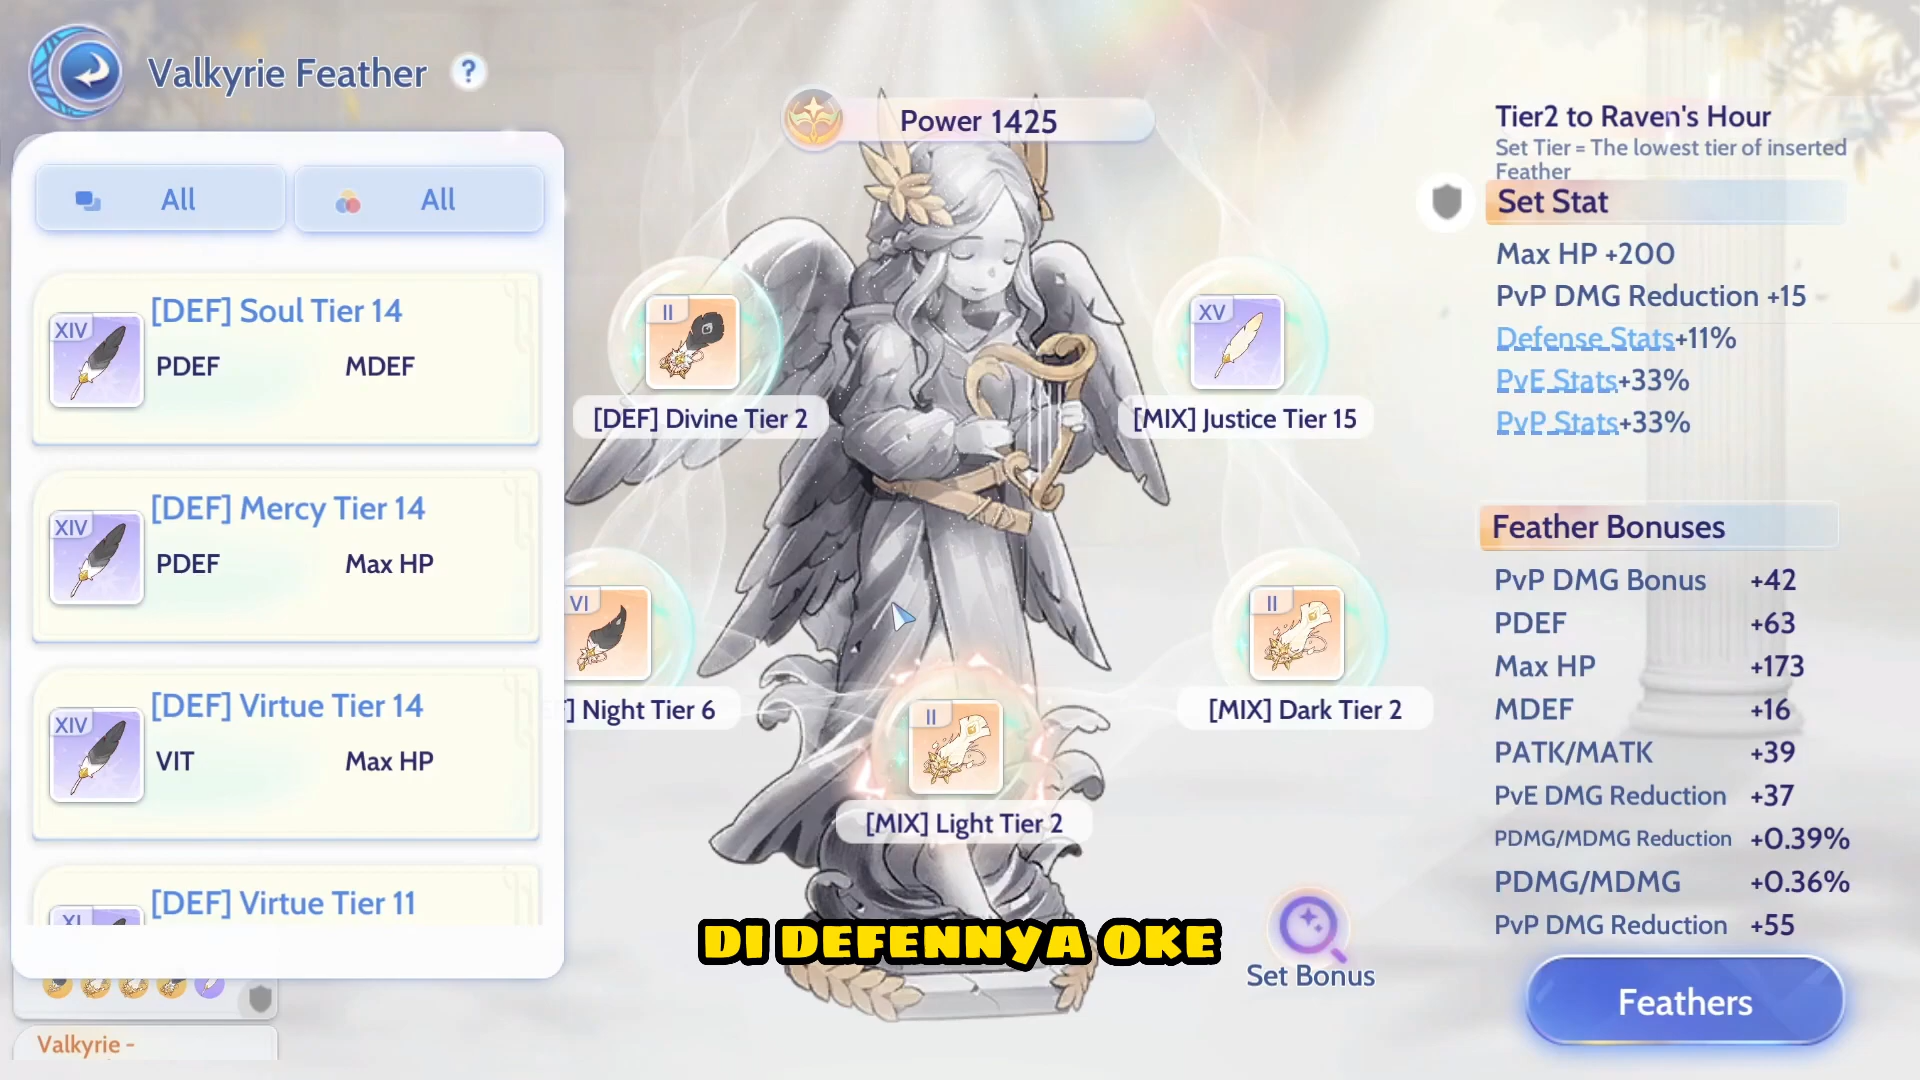 Valkyrie Feather ?
All
All
XIV
[DEF] Soul Tier 14
PDEF MDEF
XIV
[DEF] Mercy Tier 14
PDEF Max HP
XIV
[DEF] Virtue Tier 14
VIT Max HP
XI
[DEF] Virtue Tier 11
Valkyrie -
Power 1425
II
[DEF] Divine Tier 2
XV
[MIX] Justice Tier 15
VI
] Night Tier 6
II
[MIX] Dark Tier 2
II
[MIX] Light Tier 2
DI DEFENNYA OKE
Set Bonus
Tier2 to Raven's Hour
Set Tier = The lowest tier of inserted
Feather
Set Stat
Max HP +200
PvP DMG Reduction +15
Defense Stats+11%
PvE Stats+33%
PvP Stats+33%
Feather Bonuses
PvP DMG Bonus +42
PDEF +63
Max HP +173
MDEF +16
PATK/MATK +39
PvE DMG Reduction +37
PDMG/MDMG Reduction +0.39%
PDMG/MDMG +0.36%
PvP DMG Reduction +55
Feathers